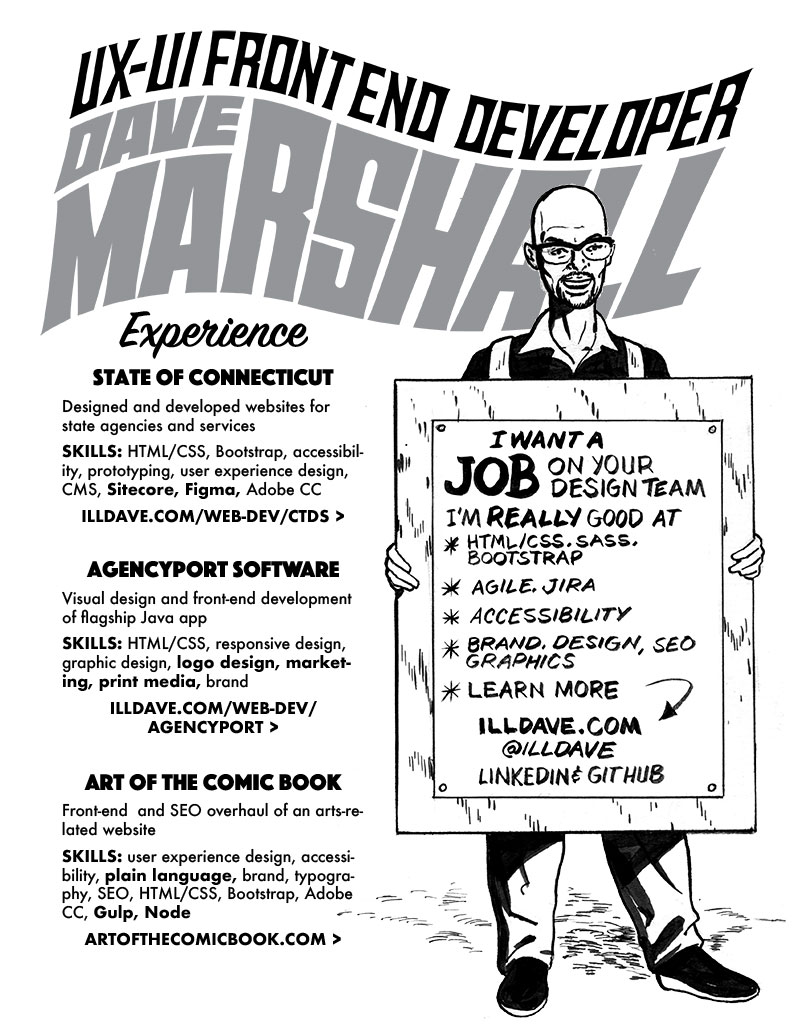 UX-UI FRONT END DEVELOPER
DAVE
MARSHALL
Experience
STATE OF CONNECTICUT
Designed and developed websites for
state agencies and services
SKILLS: HTML/CSS, Bootstrap, accessibil-
ity, prototyping, user experience design,
CMS, Sitecore, Figma, Adobe CC
ILLDAVE.COM/WEB-DEV/CTDS >
AGENCYPORT SOFTWARE
Visual design and front-end development
of flagship Java app
SKILLS: HTML/CSS, responsive design,
graphic design, logo design, market-
ing, print media, brand
ILLDAVE.COM/WEB-DEV/
AGENCYPORT >
ART OF THE COMIC BOOK
Front-end and SEO overhaul of an arts-re-
lated website
SKILLS: user experience design, accessi-
bility, plain language, brand, typogra-
phy, SEO, HTML/CSS, Bootstrap, Adobe
CC, Gulp, Node
ARTOFTHECOMICBOOK.COM >
I WANT A
JOB ON YOUR
DESIGN TEAM
I'M REALLY GOOD AT
* HTML/CSS. SASS.
BOOTSTRAP
* AGILE. JIRA
* ACCESSIBILITY
* BRAND. DESIGN, SEO
GRAPHICS
* LEARN MORE
ILLDAVE.COM
@ILLDAVE
LINKEDIN & GITHUB